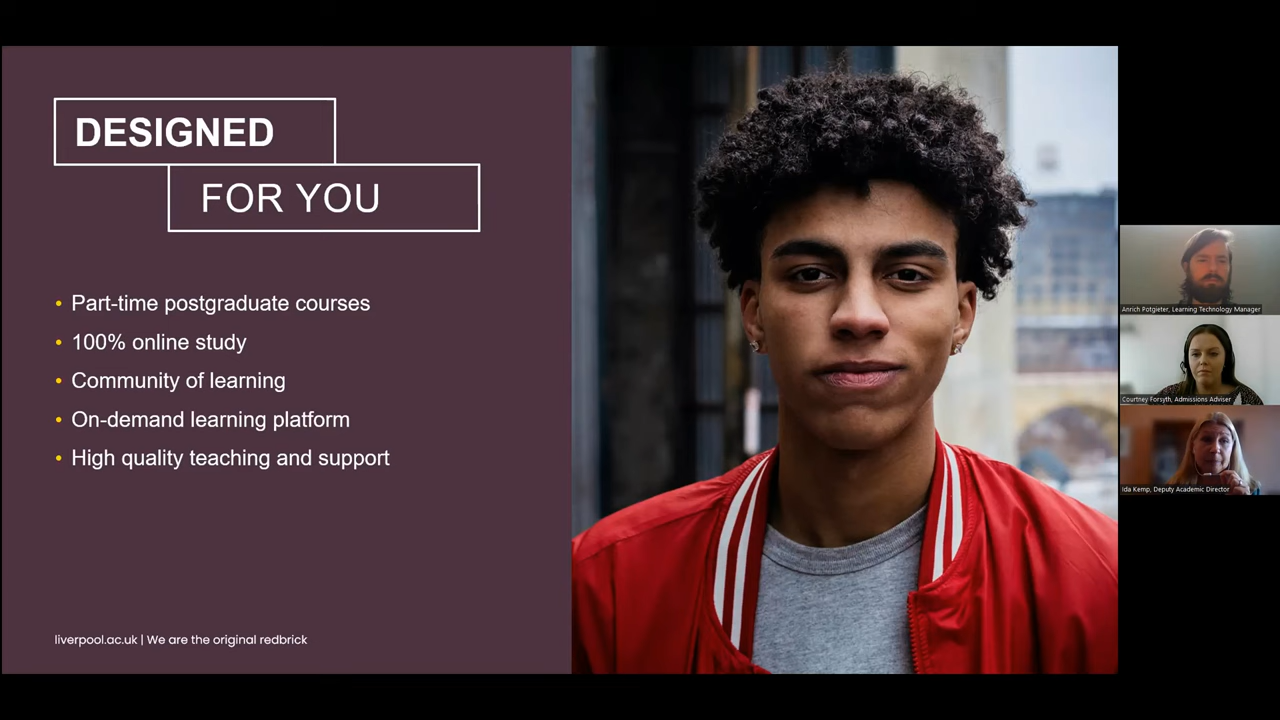 DESIGNED
FOR YOU
• Part-time postgraduate courses
• 100% online study
• Community of learning
• On-demand learning platform
• High quality teaching and support
liverpool.ac.uk | We are the original redbrick
Anrich Potgieter, Learning Technology Manager
Courtney Forsyth, Admissions Adviser
Ida Kemp, Deputy Academic Director